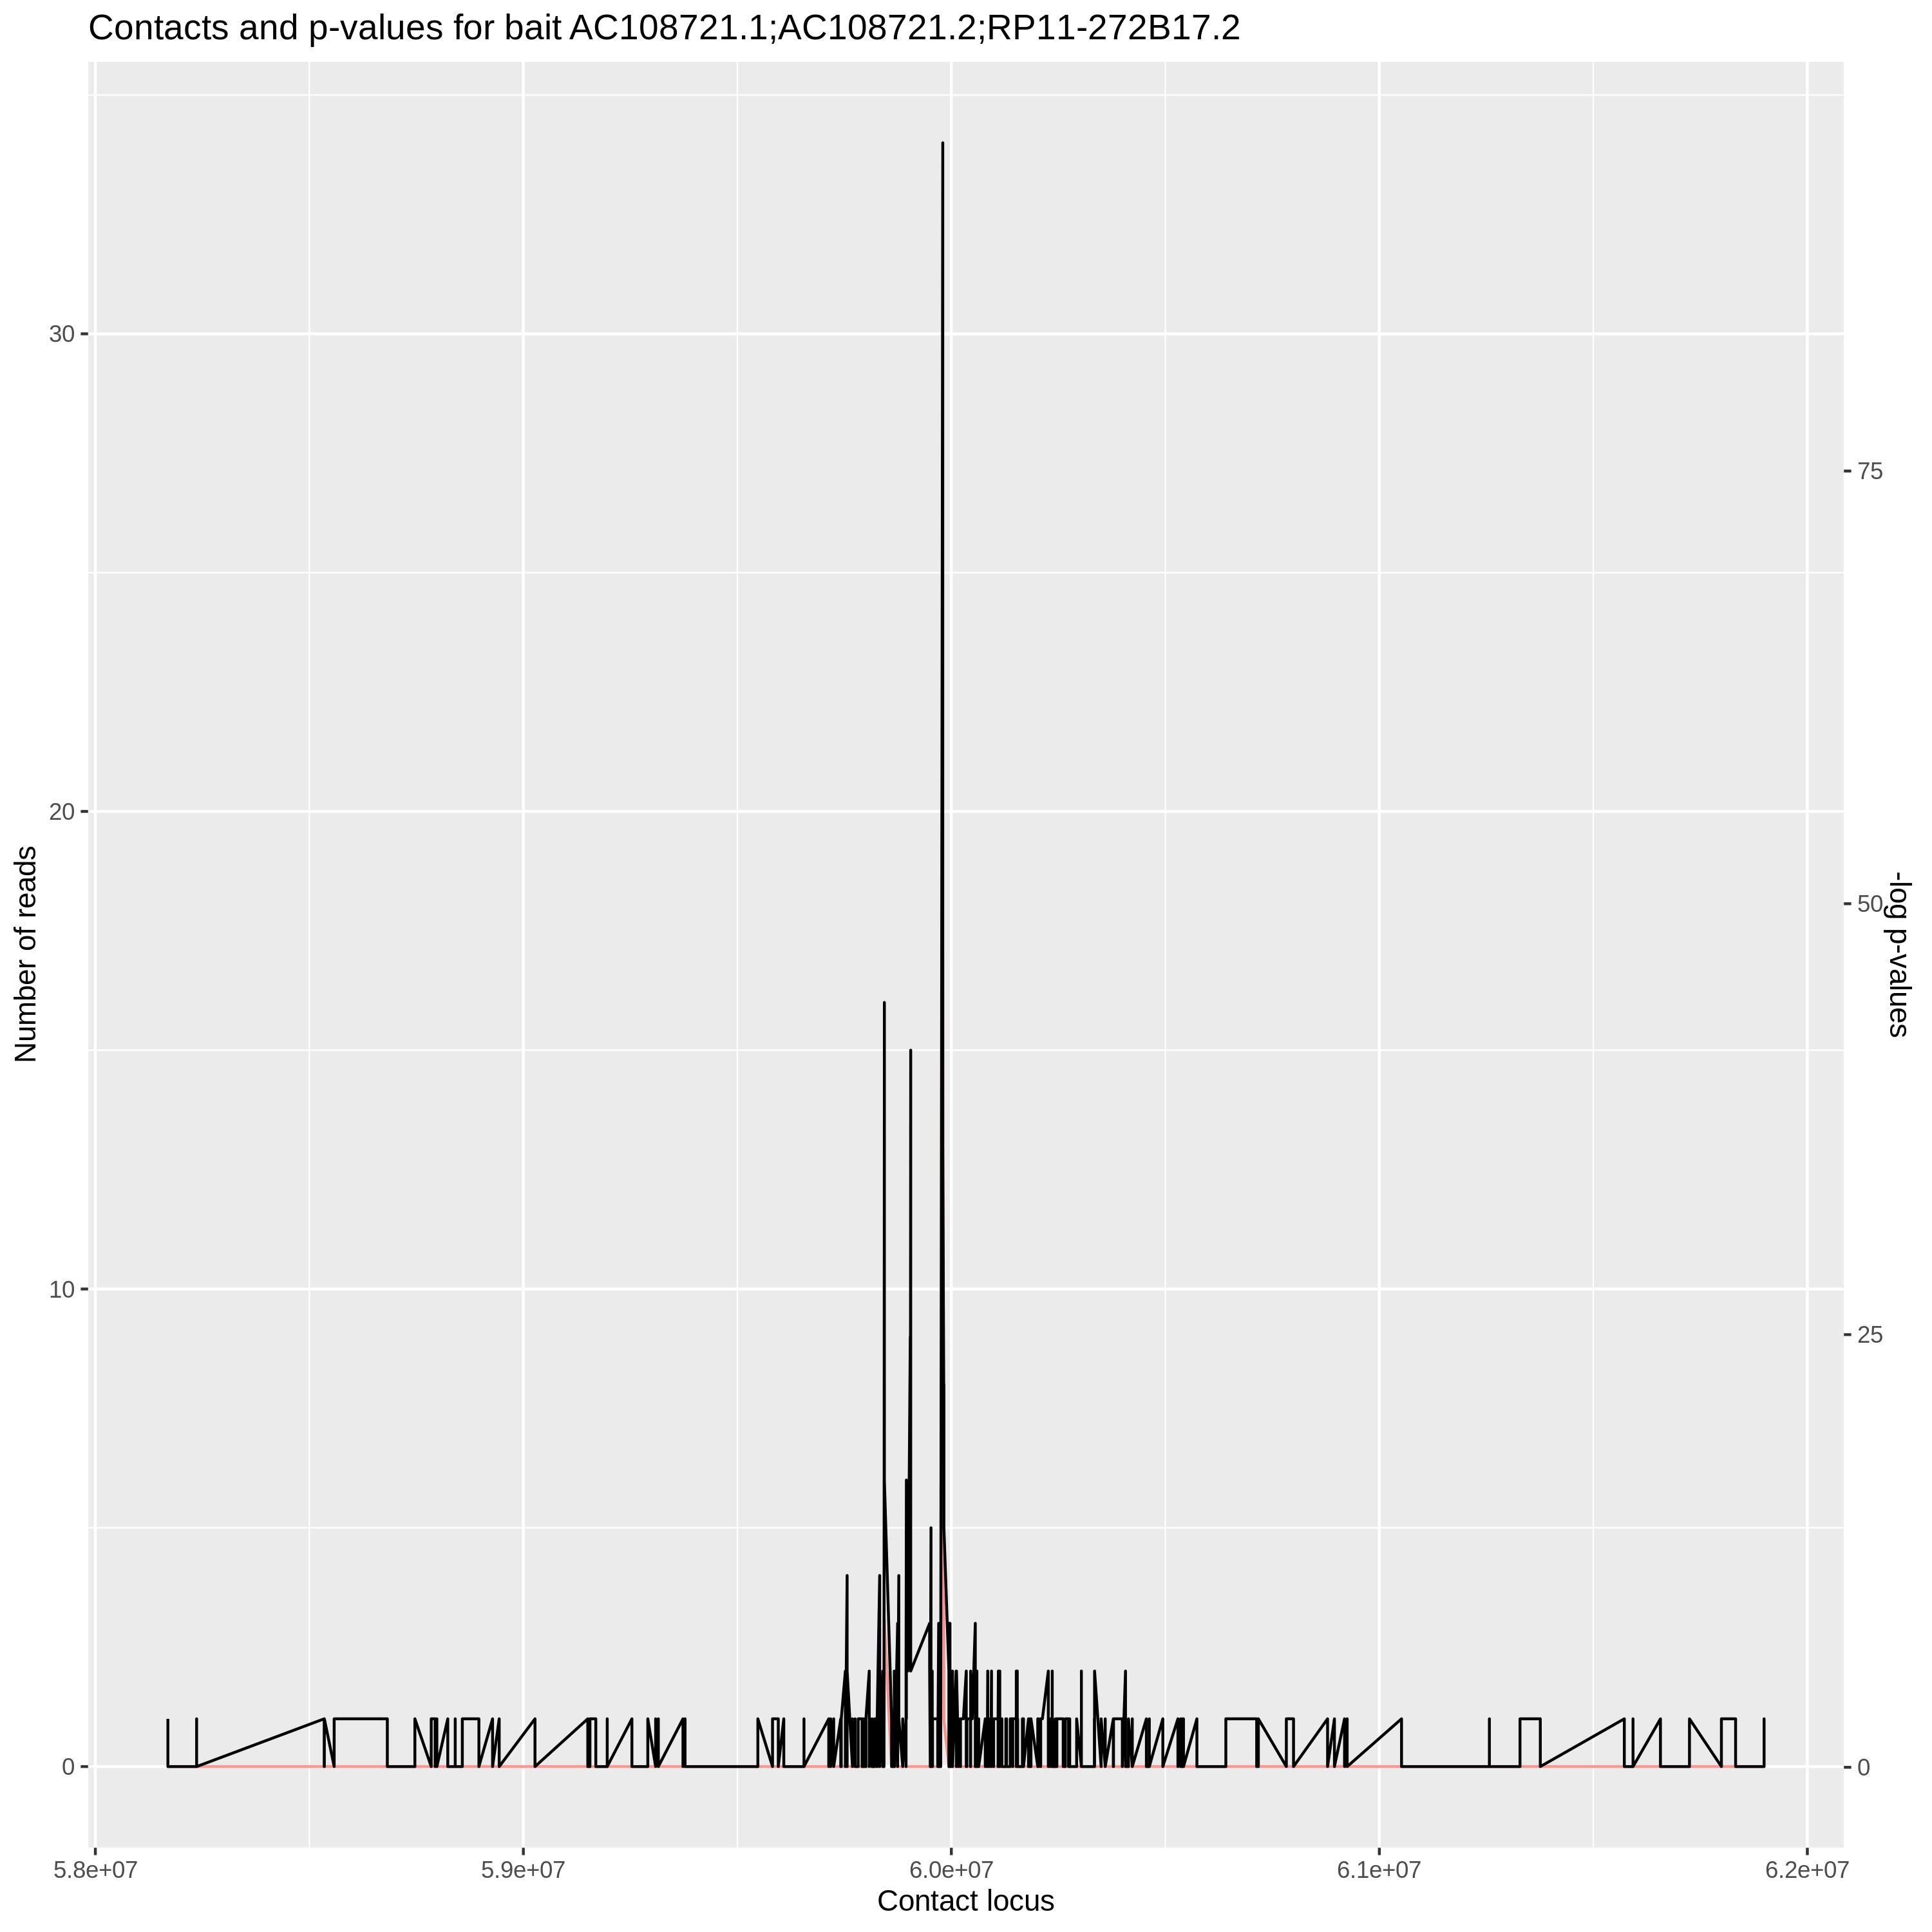 Contacts and p-values for bait AC108721.1;AC108721.2;RP11-272B17.2
Number of reads
30
20
10
0
75
50
25
0
-log p-values
5.8e+07 5.9e+07 6.0e+07 6.1e+07 6.2e+07
Contact locus